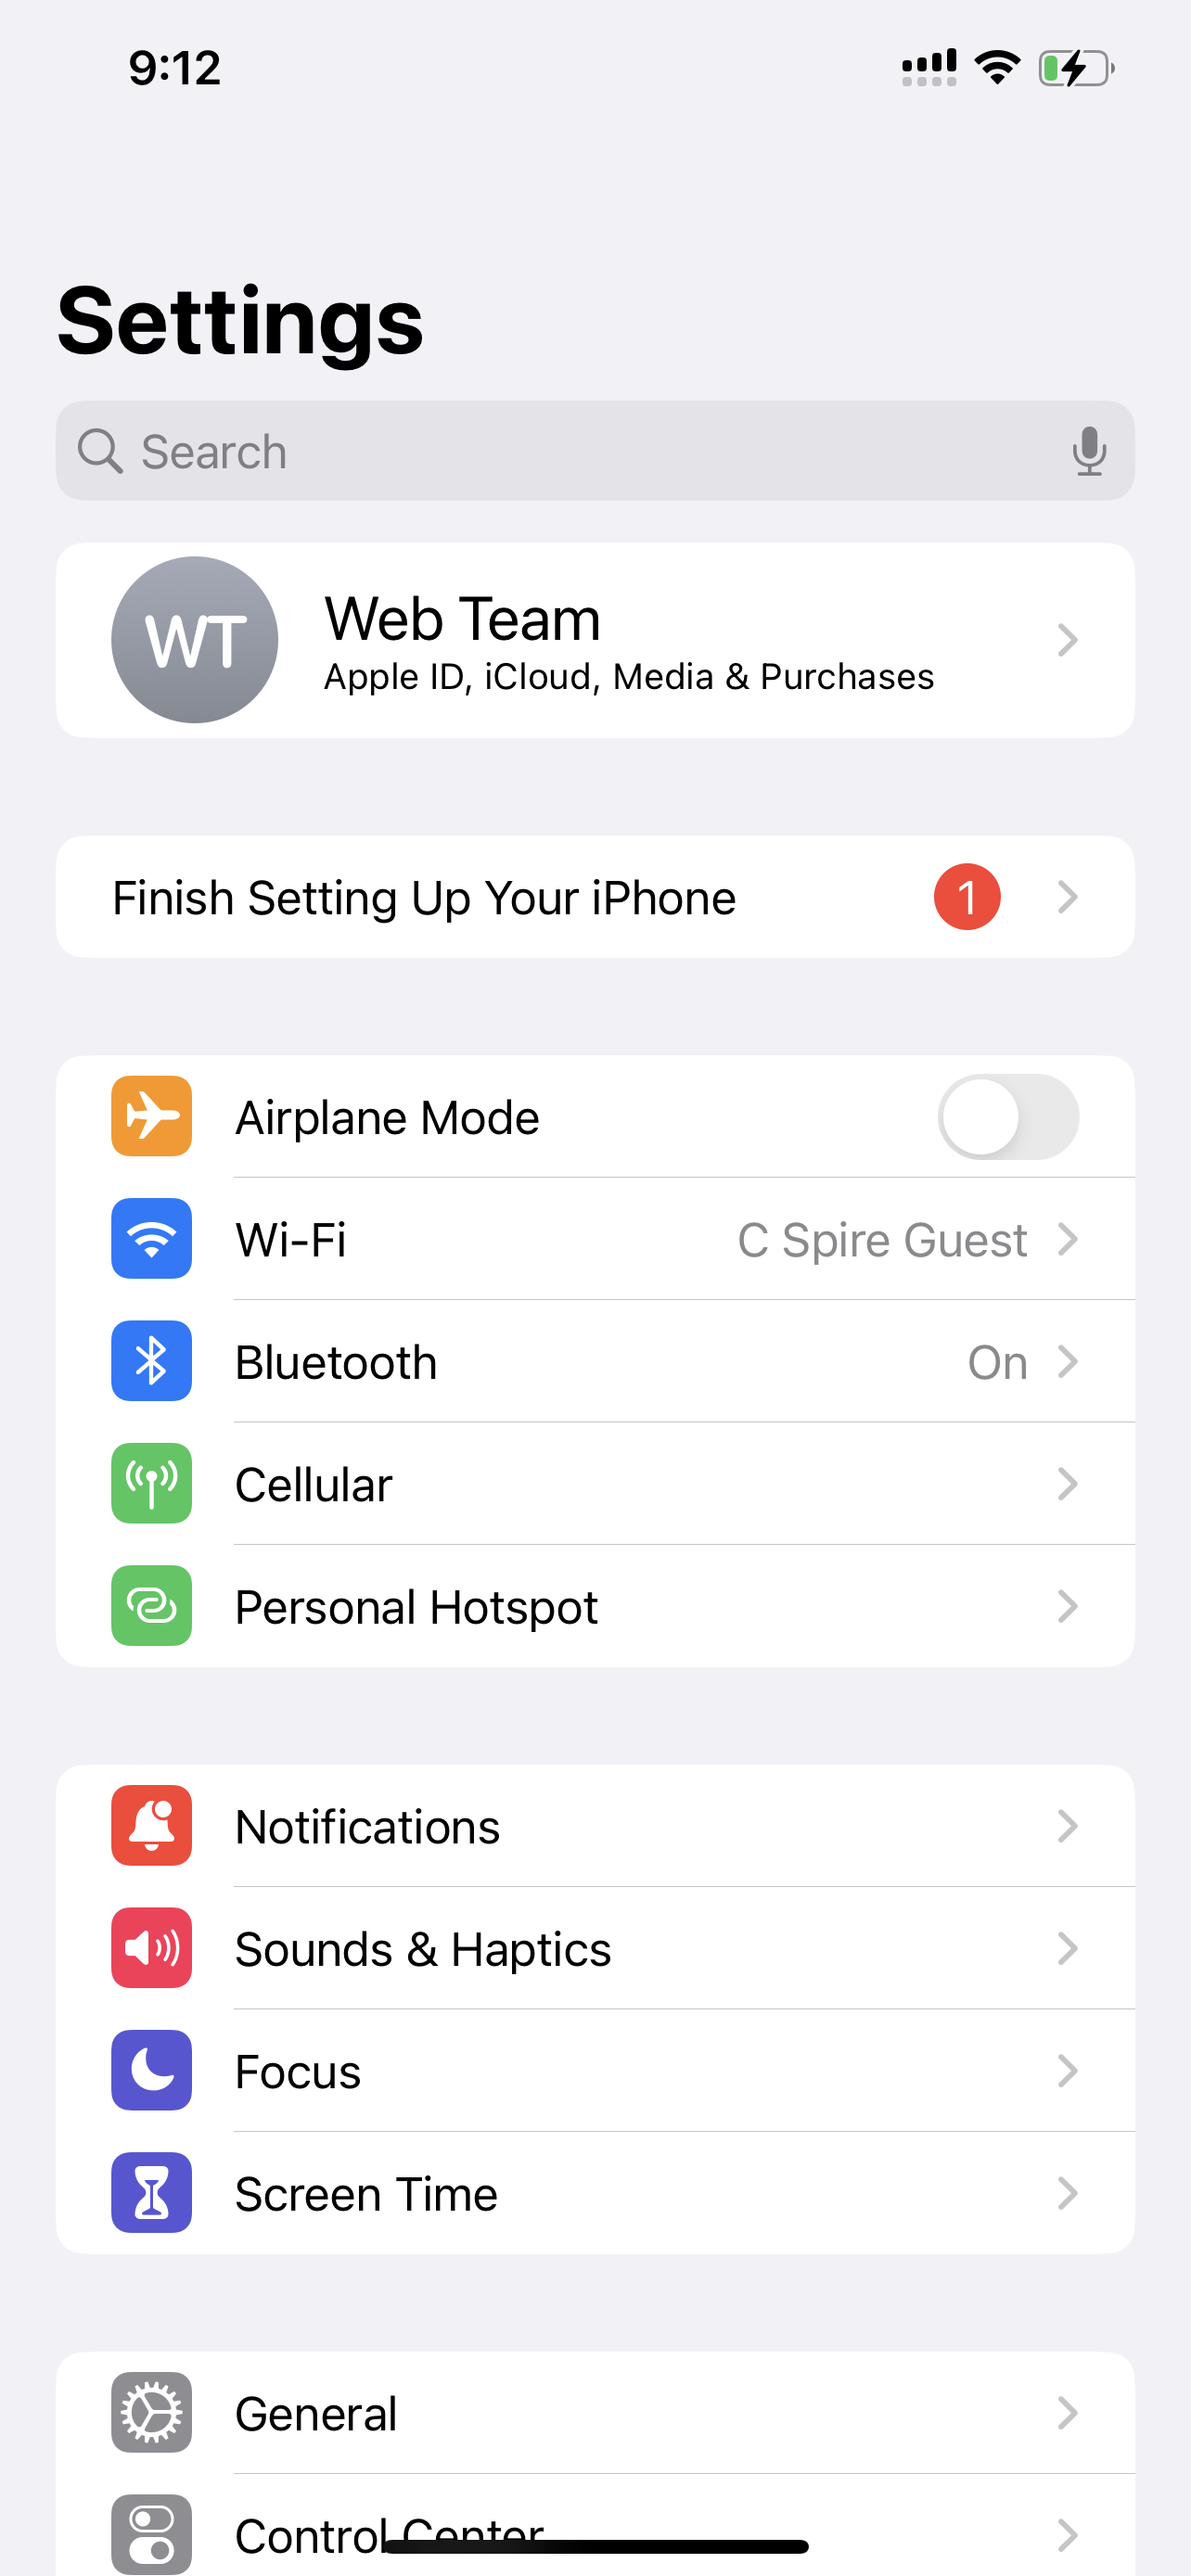 9:12
Settings
Search
WT
Web Team
Apple ID, iCloud, Media & Purchases
Finish Setting Up Your iPhone 1
Airplane Mode
Wi-Fi C Spire Guest
Bluetooth On
Cellular
Personal Hotspot
Notifications
Sounds & Haptics
Focus
Screen Time
General
Control Center